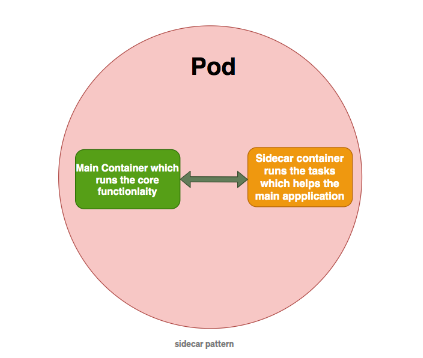 Pod
Main Container which
runs the core
functionlaity
Sidecar container
runs the tasks
which helps the
main appplication
sidecar pattern